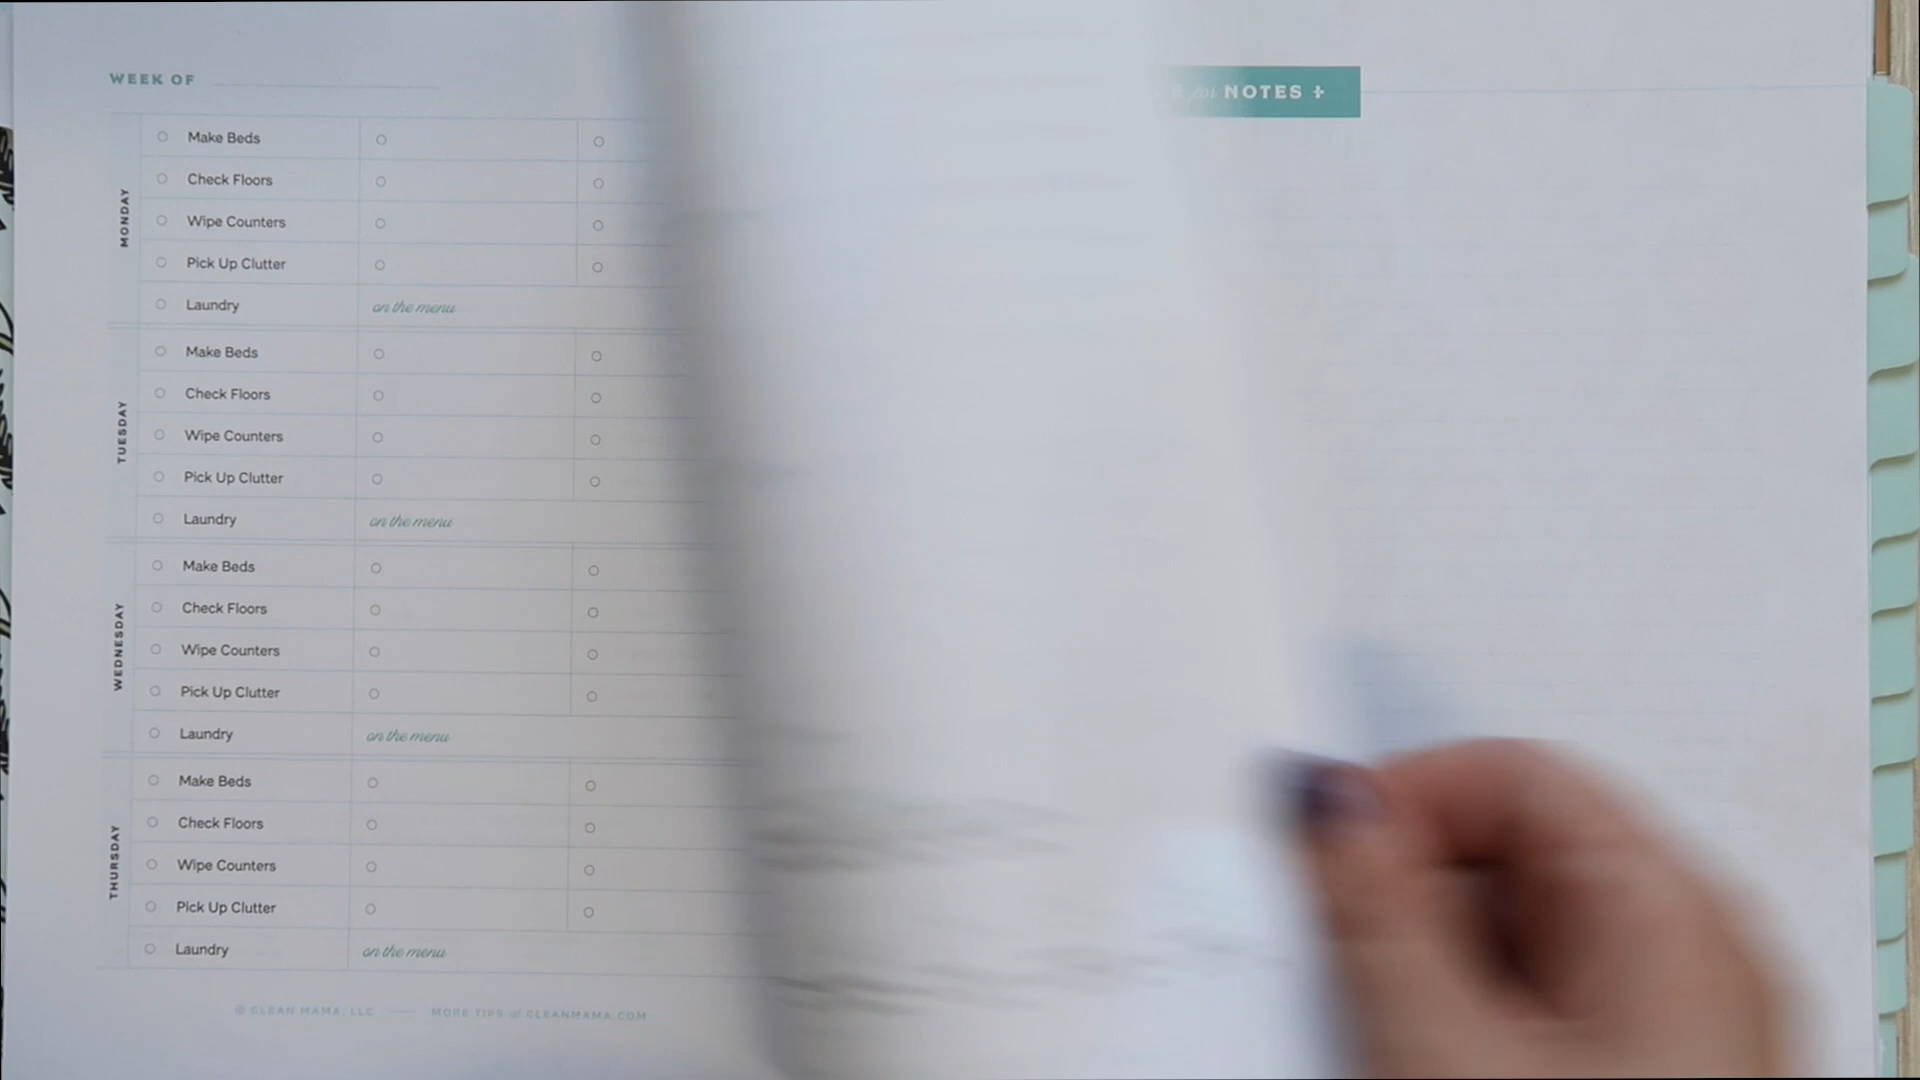 WEEK OF
for NOTES +
MONDAY
Make Beds
Check Floors
Wipe Counters
Pick Up Clutter
Laundry
on the menu
TUESDAY
Make Beds
Check Floors
Wipe Counters
Pick Up Clutter
Laundry
on the menu
WEDNESDAY
Make Beds
Check Floors
Wipe Counters
Pick Up Clutter
Laundry
on the menu
THURSDAY
Make Beds
Check Floors
Wipe Counters
Pick Up Clutter
Laundry
on the menu
© CLEAN MAMA, LLC — MORE TIPS at CLEANMAMA.COM